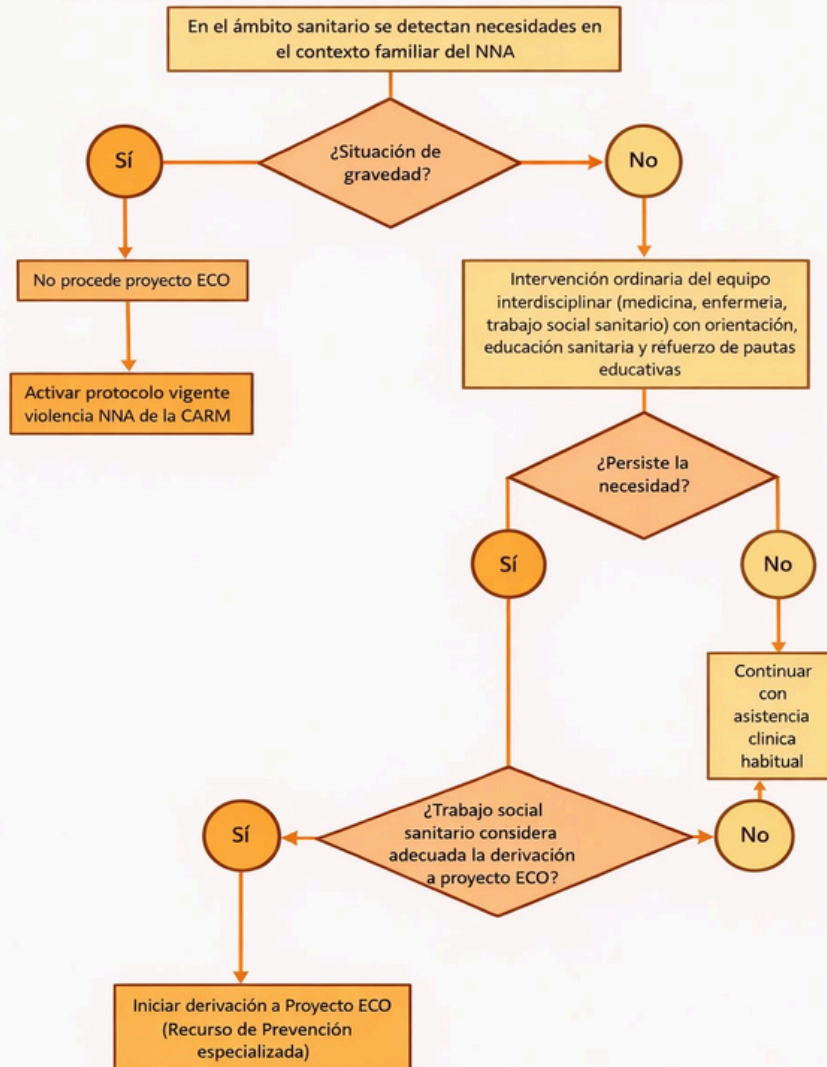 En el ámbito sanitario se detectan necesidades en
el contexto familiar del NNA
Sí
¿Situación de
gravedad?
No
No procede proyecto ECO
Intervención ordinaria del equipo
interdisciplinar (medicina, enfermeria,
trabajo social sanitario) con orientación,
educación sanitaria y refuerzo de pautas
educativas
Activar protocolo vigente
violencia NNA de la CARM
¿Persiste la
necesidad?
Sí
No
Continuar
con
asistencia
clinica
habitual
Sí
¿Trabajo social
sanitario considera
adecuada la derivación
a proyecto ECO?
No
Iniciar derivación a Proyecto ECO
(Recurso de Prevención
especializada)